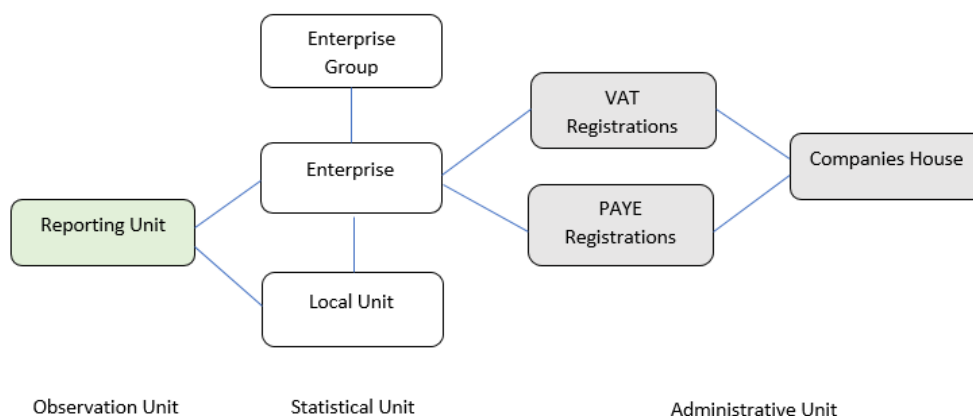 Enterprise
Group
VAT
Registrations
Enterprise
Companies House
Reporting Unit
PAYE
Registrations
Local Unit
Observation Unit
Statistical Unit
Administrative Unit